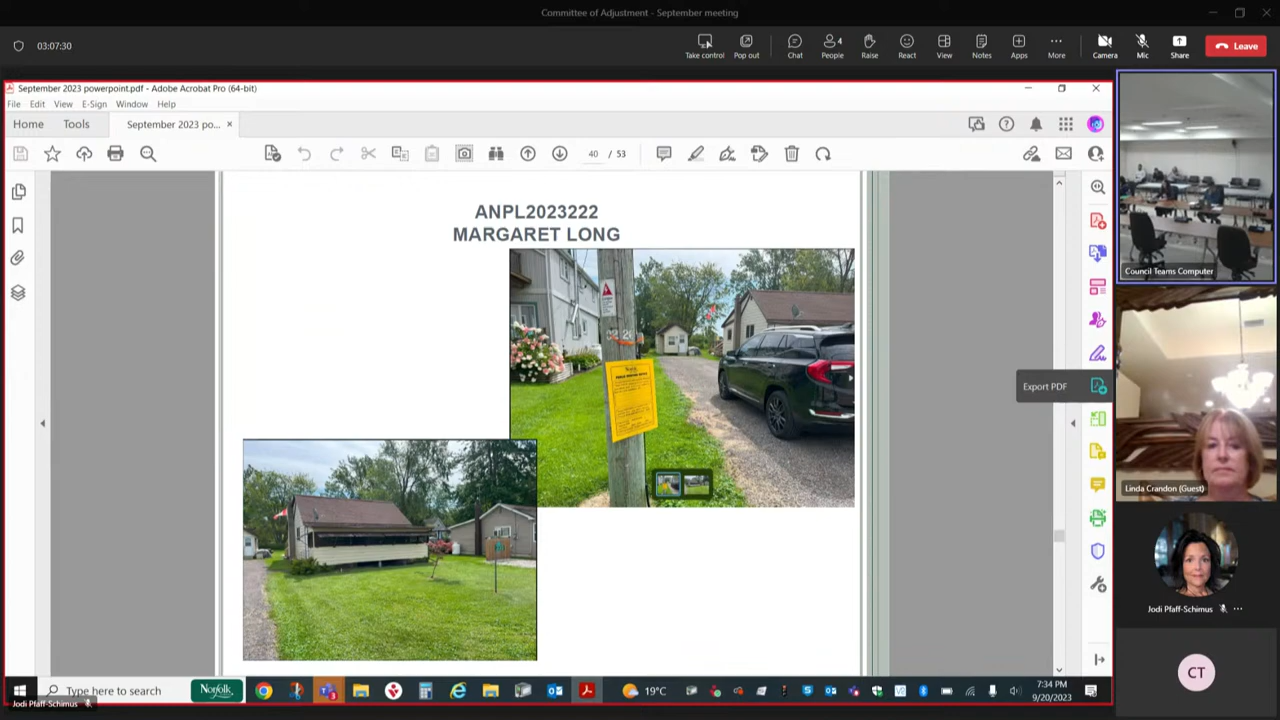 Committee of Adjustment - September meeting
03:07:30
Take control
Pop out
Chat
4
People
Raise
React
View
Notes
Apps
More
Camera
Mic
Share
Leave
September 2023 powerpoint.pdf - Adobe Acrobat Pro (64-bit)
File Edit View E-Sign Window Help
Home
Tools
September 2023 po...
40 / 53
ANPL2023222
MARGARET LONG
Export PDF
Council Teams Computer
Linda Crandon (Guest)
Jodi Pfaff-Schimus
CT
Type here to search
Norfolk
19°C
7:34 PM
9/20/2023
Jodi Pfaff-Schimus